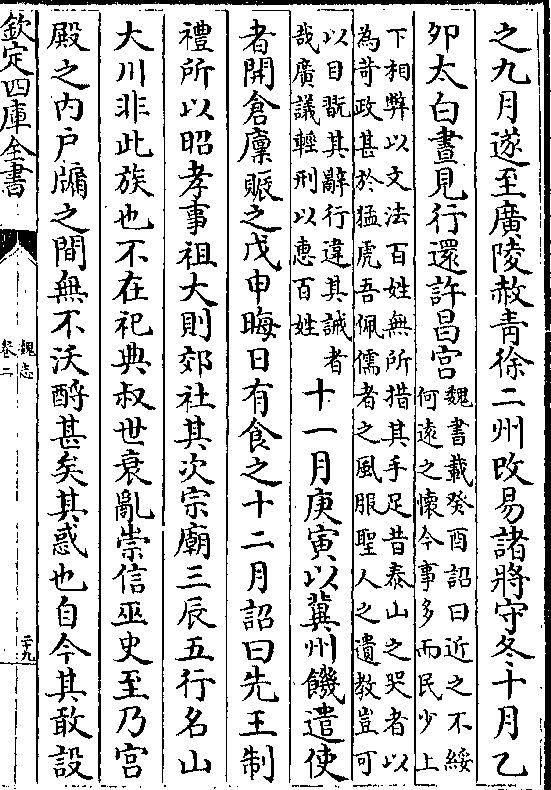 之九月遂至廣陵赦青徐二州改易諸將守冬十月乙
夘太白晝見行還許昌宮
魏書載癸酉詔曰近之不綏
何逺之懷今事多而民少上
下相弊以文法百姓無所措其手足昔泰山之哭者以
為苛政甚於猛虎吾佩儒者之風服聖人之遺教豈可
以目翫其辭行違其誡者
哉廣議輕刑以惠百姓
十一月庚寅以冀州饑遣使
者開倉廩賑之戊申晦日有食之十二月詔曰先王制
禮所以昭孝事祖大則郊社其次宗廟三辰五行名山
大川非此族也不在祀典叔世衰亂崇信巫史至乃宫
殿之内户牖之間無不沃酹甚矣其惑也自今其敢設
欽定四庫全書
魏志
卷二
二十九